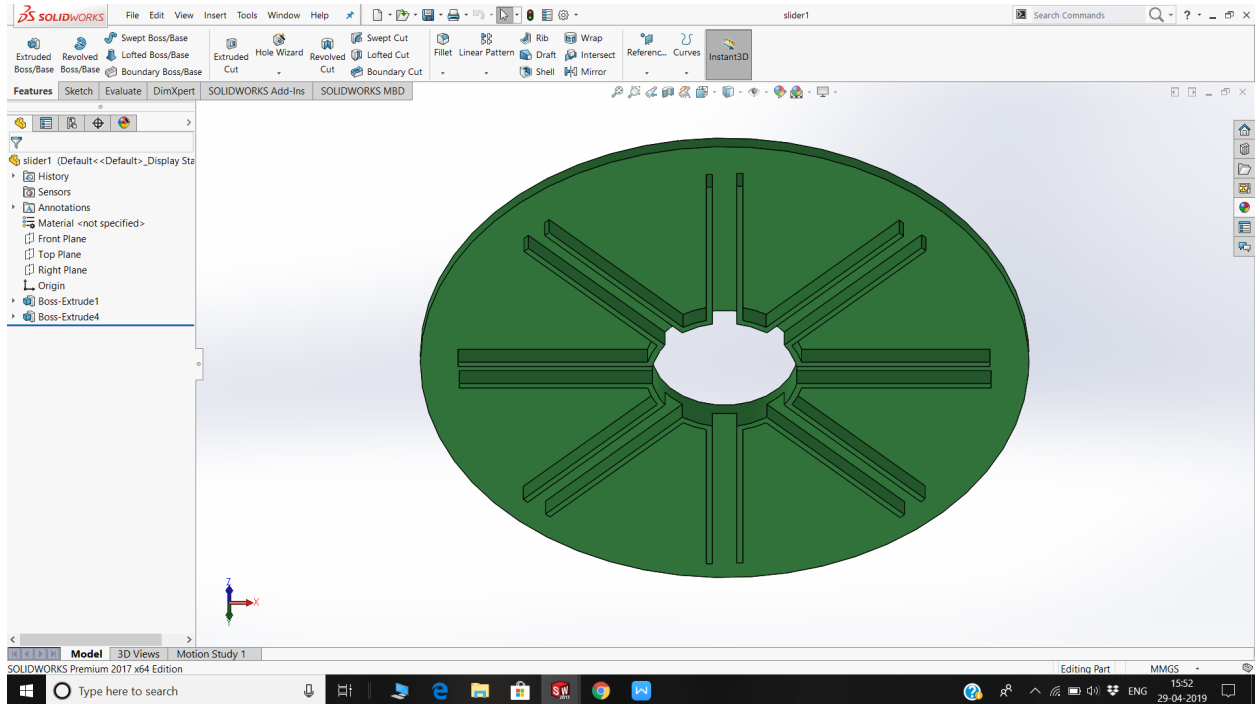 SOLIDWORKS File Edit View Insert Tools Window Help slider1 Search Commands
Extruded Boss/Base
Revolved Boss/Base
Swept Boss/Base
Lofted Boss/Base
Boundary Boss/Base
Extruded Cut
Hole Wizard
Revolved Cut
Swept Cut
Lofted Cut
Boundary Cut
Fillet
Linear Pattern
Rib
Draft
Shell
Wrap
Intersect
Mirror
Referenc...
Curves
Instant3D
Features Sketch Evaluate DimXpert SOLIDWORKS Add-Ins SOLIDWORKS MBD
slider1 (Default<<Default>_Display Sta
History
Sensors
Annotations
Material <not specified>
Front Plane
Top Plane
Right Plane
Origin
Boss-Extrude1
Boss-Extrude4
Z
X
Y
Model 3D Views Motion Study 1
SOLIDWORKS Premium 2017 x64 Edition Editing Part MMGS
Type here to search ENG 15:52
29-04-2019